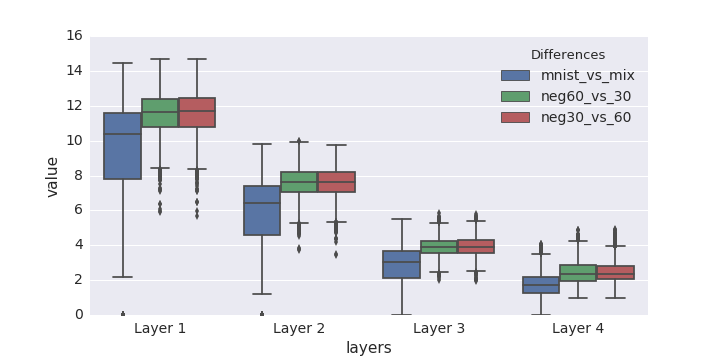 16
14
12
10
8
6
4
2
0
value
Differences
mnist_vs_mix
neg60_vs_30
neg30_vs_60
Layer 1 Layer 2 Layer 3 Layer 4
layers